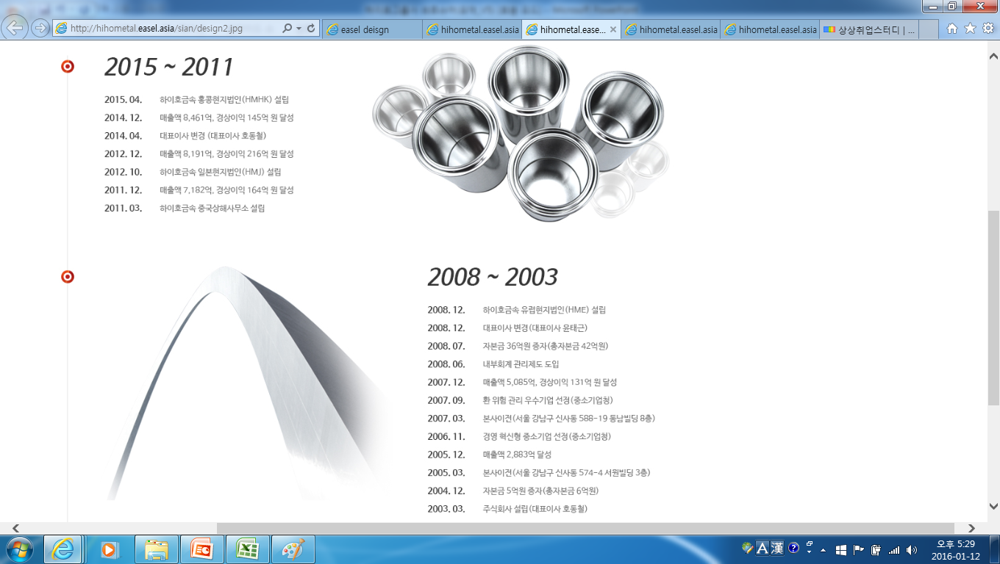 http://hihometal.easel.asia/sian/design2.jpg
easel deisgn
hihometal.easel.asia
hihometal.ease...
hihometal.easel.asia
hihometal.easel.asia
상상취업스터디 | ...
2015 ~ 2011
2015. 04. 하이호금속 홍콩현지법인(HMHK) 설립
2014. 12. 매출액 8,461억, 경상이익 145억 원 달성
2014. 04. 대표이사 변경 (대표이사 호동철)
2012. 12. 매출액 8,191억, 경상이익 216억 원 달성
2012. 10. 하이호금속 일본현지법인(HMJ) 설립
2011. 12. 매출액 7,182억, 경상이익 164억 원 달성
2011. 03. 하이호금속 중국상해사무소 설립
2008 ~ 2003
2008. 12. 하이호금속 유럽현지법인(HME) 설립
2008. 12. 대표이사 변경(대표이사 윤태근)
2008. 07. 자본금 36억원 증자(총자본금 42억원)
2008. 06. 내부회계 관리제도 도입
2007. 12. 매출액 5,085억, 경상이익 131억 원 달성
2007. 09. 환 위험 관리 우수기업 선정(중소기업청)
2007. 03. 본사이전(서울 강남구 신사동 588-19 동남빌딩 8층)
2006. 11. 경영 혁신형 중소기업 선정(중소기업청)
2005. 12. 매출액 2,883억 달성
2005. 03. 본사이전(서울 강남구 신사동 574-4 서원빌딩 3층)
2004. 12. 자본금 5억원 증자(총자본금 6억원)
2003. 03. 주식회사 설립(대표이사 호동철)
A 漢
오후 5:29
2016-01-12